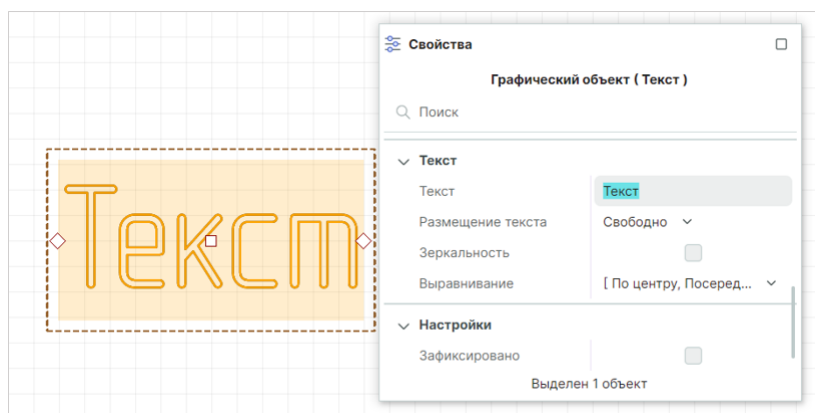 Текст
Свойства
Графический объект ( Текст )
Поиск
Текст
Текст Текст
Размещение текста Свободно
Зеркальность
Выравнивание [ По центру, Посеред...
Настройки
Зафиксировано
Выделен 1 объект